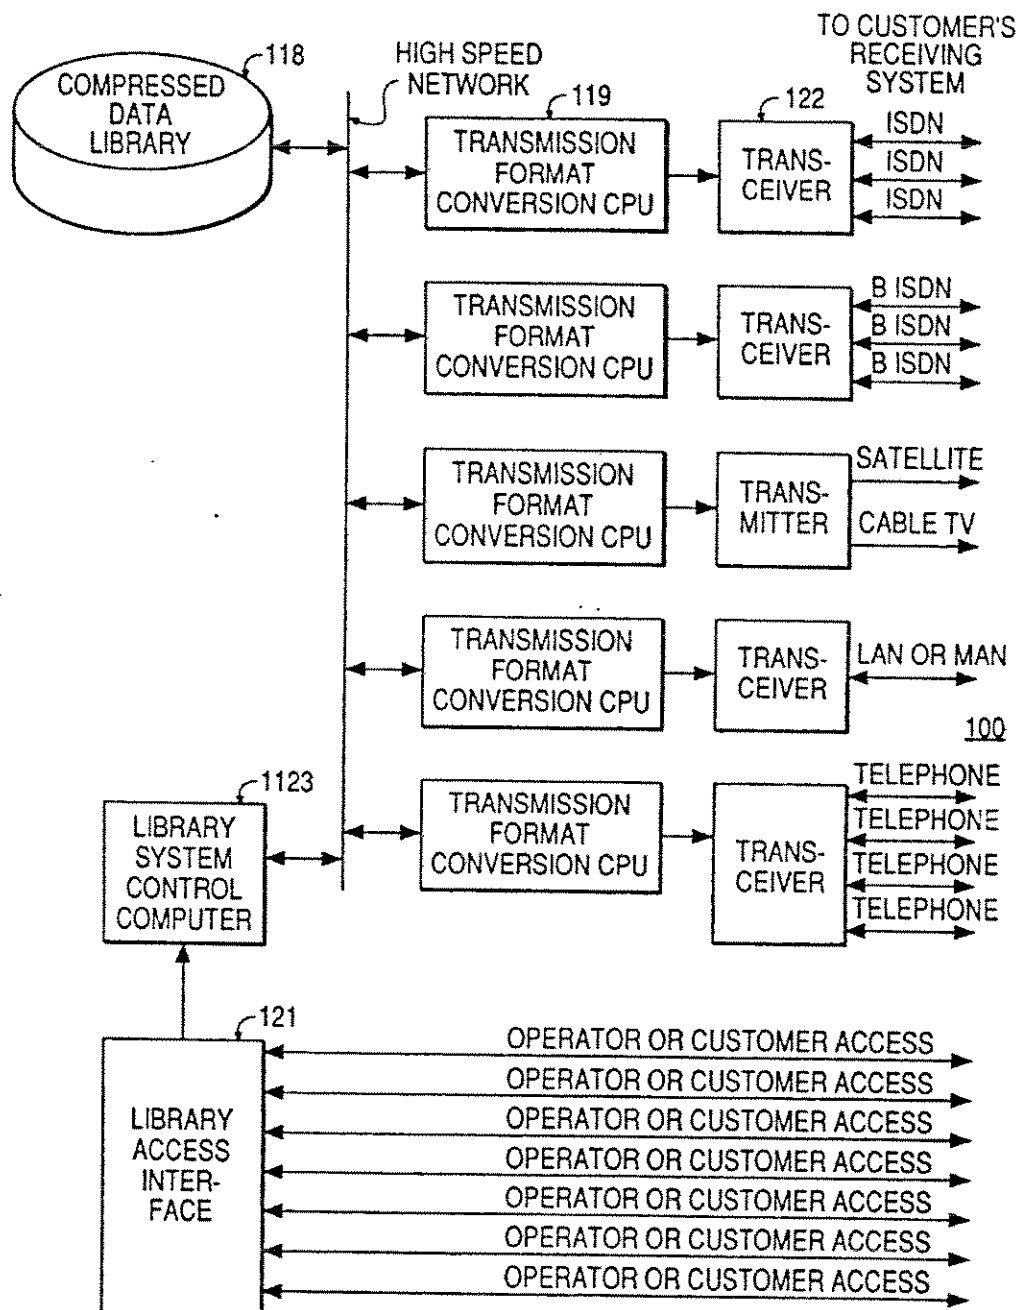 TO CUSTOMER'S
RECEIVING
SYSTEM
118
HIGH SPEED
NETWORK
COMPRESSED
DATA
LIBRARY
119
122
TRANSMISSION
FORMAT
CONVERSION CPU
TRANS-
CEIVER
ISDN
ISDN
ISDN
TRANSMISSION
FORMAT
CONVERSION CPU
TRANS-
CEIVER
B ISDN
B ISDN
B ISDN
TRANSMISSION
FORMAT
CONVERSION CPU
TRANS-
MITTER
SATELLITE
CABLE TV
TRANSMISSION
FORMAT
CONVERSION CPU
TRANS-
CEIVER
LAN OR MAN
100
1123
LIBRARY
SYSTEM
CONTROL
COMPUTER
TRANSMISSION
FORMAT
CONVERSION CPU
TRANS-
CEIVER
TELEPHONE
TELEPHONE
TELEPHONE
TELEPHONE
121
LIBRARY
ACCESS
INTER-
FACE
OPERATOR OR CUSTOMER ACCESS
OPERATOR OR CUSTOMER ACCESS
OPERATOR OR CUSTOMER ACCESS
OPERATOR OR CUSTOMER ACCESS
OPERATOR OR CUSTOMER ACCESS
OPERATOR OR CUSTOMER ACCESS
OPERATOR OR CUSTOMER ACCESS